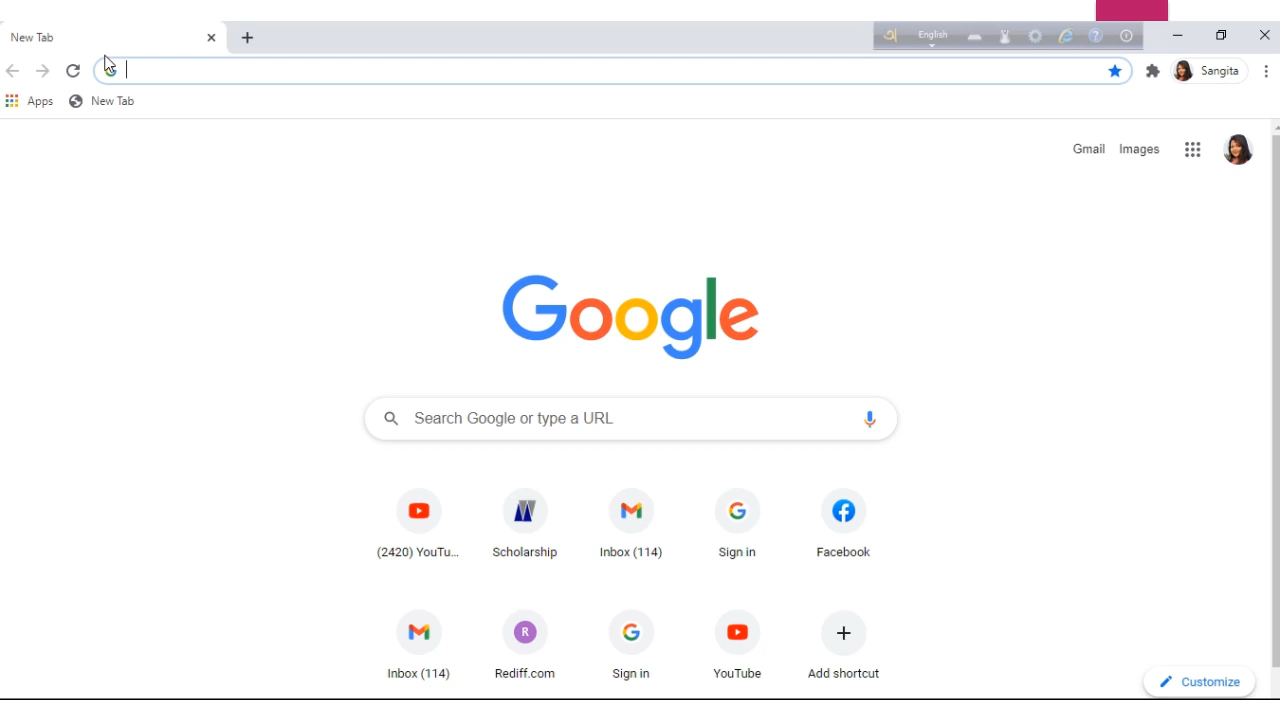 New Tab
অ English
Sangita
Apps New Tab
Gmail Images
Google
Search Google or type a URL
(2420) YouTu... Scholarship Inbox (114) Sign in Facebook
R
Inbox (114) Rediff.com Sign in YouTube Add shortcut
Customize